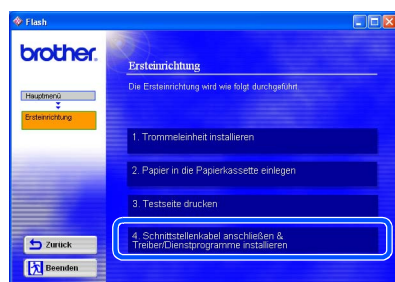 Flash
brother.
Ersteinrichtung
Die Ersteinrichtung wird wie folgt durchgeführt.
Hauptmenü
Ersteinrichtung
1. Trommeleinheit installieren
2. Papier in die Papierkassette einlegen
3. Testseite drucken
4. Schnittstellenkabel anschließen &
Treiber/Dienstprogramme installieren
Zurück
Beenden